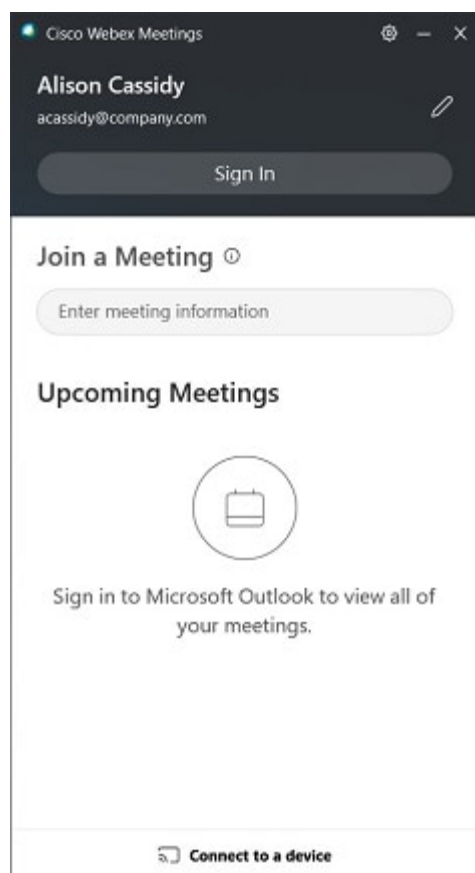 Cisco Webex Meetings
Alison Cassidy
acassidy@company.com
Sign In
Join a Meeting
Enter meeting information
Upcoming Meetings
Sign in to Microsoft Outlook to view all of
your meetings.
Connect to a device